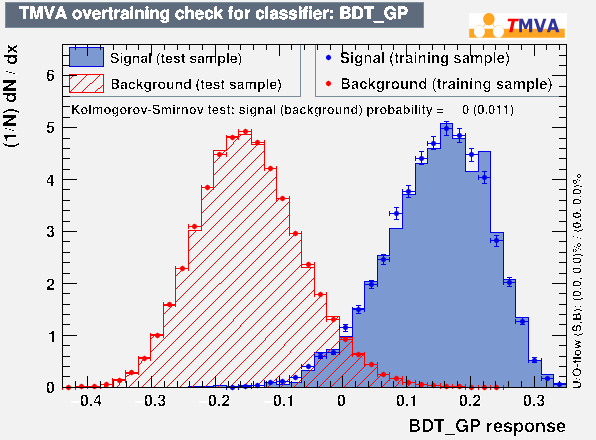 TMVA overtraining check for classifier: BDT_GP
TMVA
(1/N) dN / dx
Signal (test sample)
Background (test sample)
Signal (training sample)
Background (training sample)
Kolmogorov-Smirnov test: signal (background) probability = 0 (0.011)
6
5
4
3
2
1
0
-0.4 -0.3 -0.2 -0.1 0 0.1 0.2 0.3
BDT_GP response
U/O-flow (S,B): (0.0, 0.0)% / (0.0, 0.0)%